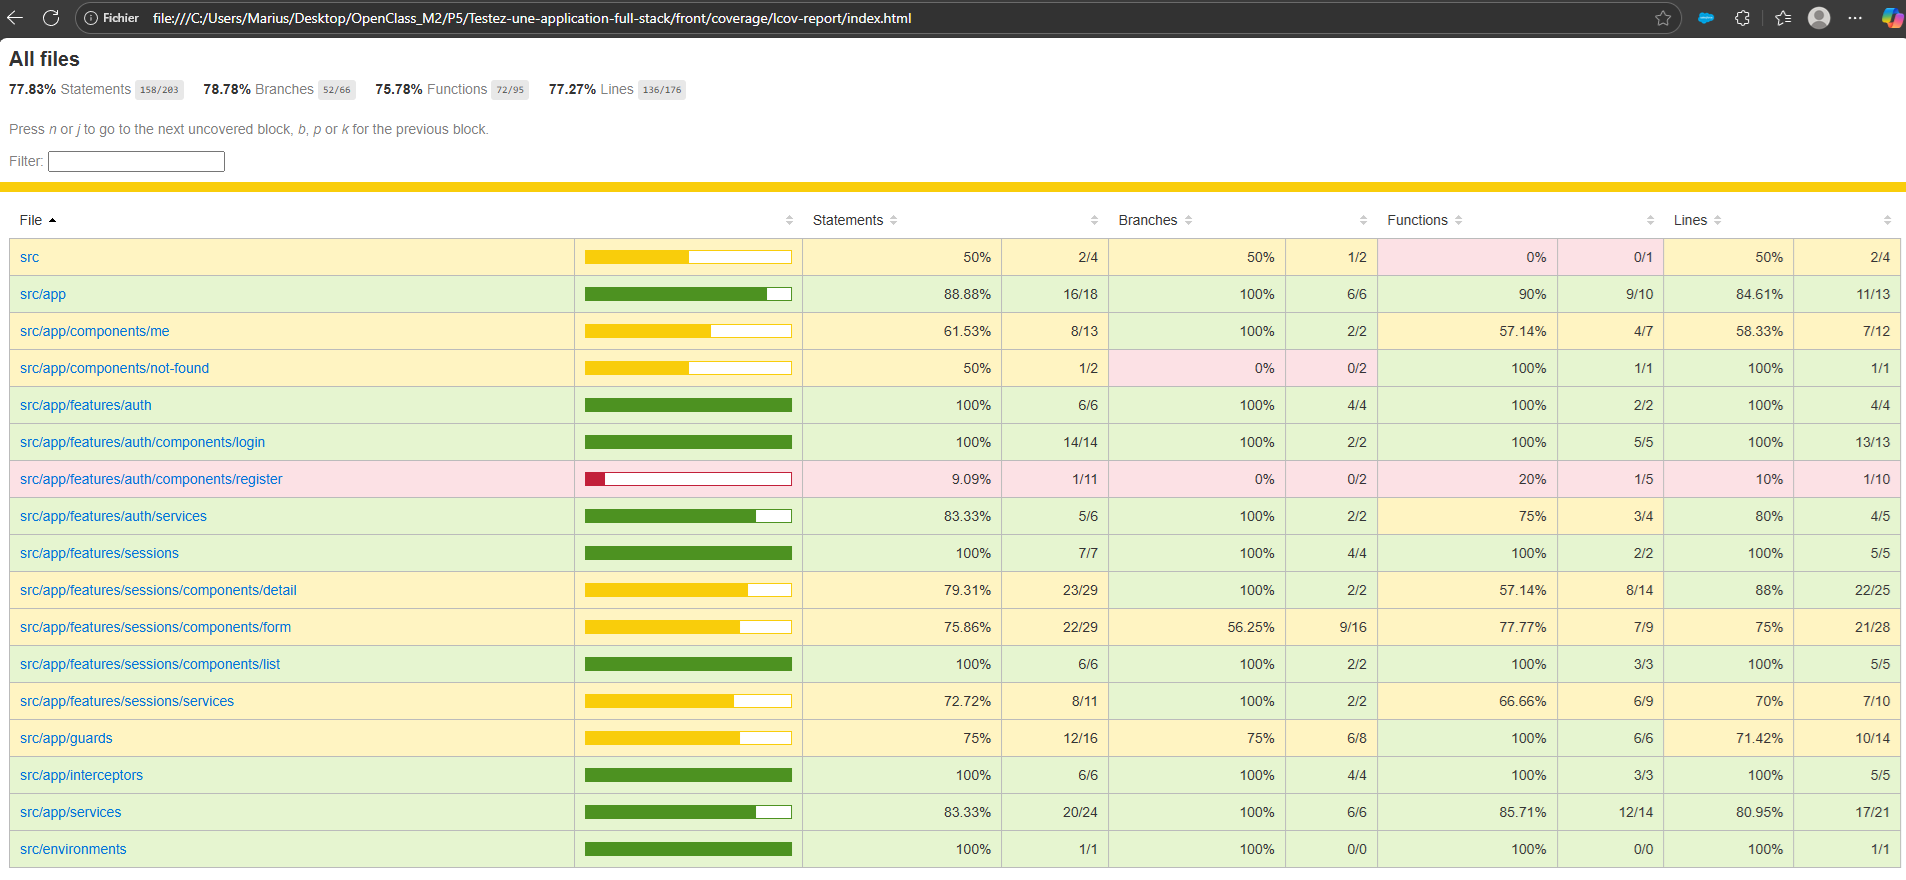 Fichier file:///C:/Users/Marius/Desktop/OpenClass_M2/P5/Testez-une-application-full-stack/front/coverage/lcov-report/index.html
All files
77.83% Statements 158/203 78.78% Branches 52/66 75.78% Functions 72/95 77.27% Lines 136/176
Press n or j to go to the next uncovered block, b, p or k for the previous block.
Filter:
File Statements Branches Functions Lines
src 50% 2/4 50% 1/2 0% 0/1 50% 2/4
src/app 88.88% 16/18 100% 6/6 90% 9/10 84.61% 11/13
src/app/components/me 61.53% 8/13 100% 2/2 57.14% 4/7 58.33% 7/12
src/app/components/not-found 50% 1/2 0% 0/2 100% 1/1 100% 1/1
src/app/features/auth 100% 6/6 100% 4/4 100% 2/2 100% 4/4
src/app/features/auth/components/login 100% 14/14 100% 2/2 100% 5/5 100% 13/13
src/app/features/auth/components/register 9.09% 1/11 0% 0/2 20% 1/5 10% 1/10
src/app/features/auth/services 83.33% 5/6 100% 2/2 75% 3/4 80% 4/5
src/app/features/sessions 100% 7/7 100% 4/4 100% 2/2 100% 5/5
src/app/features/sessions/components/detail 79.31% 23/29 100% 2/2 57.14% 8/14 88% 22/25
src/app/features/sessions/components/form 75.86% 22/29 56.25% 9/16 77.77% 7/9 75% 21/28
src/app/features/sessions/components/list 100% 6/6 100% 2/2 100% 3/3 100% 5/5
src/app/features/sessions/services 72.72% 8/11 100% 2/2 66.66% 6/9 70% 7/10
src/app/guards 75% 12/16 75% 6/8 100% 6/6 71.42% 10/14
src/app/interceptors 100% 6/6 100% 4/4 100% 3/3 100% 5/5
src/app/services 83.33% 20/24 100% 6/6 85.71% 12/14 80.95% 17/21
src/environments 100% 1/1 100% 0/0 100% 0/0 100% 1/1